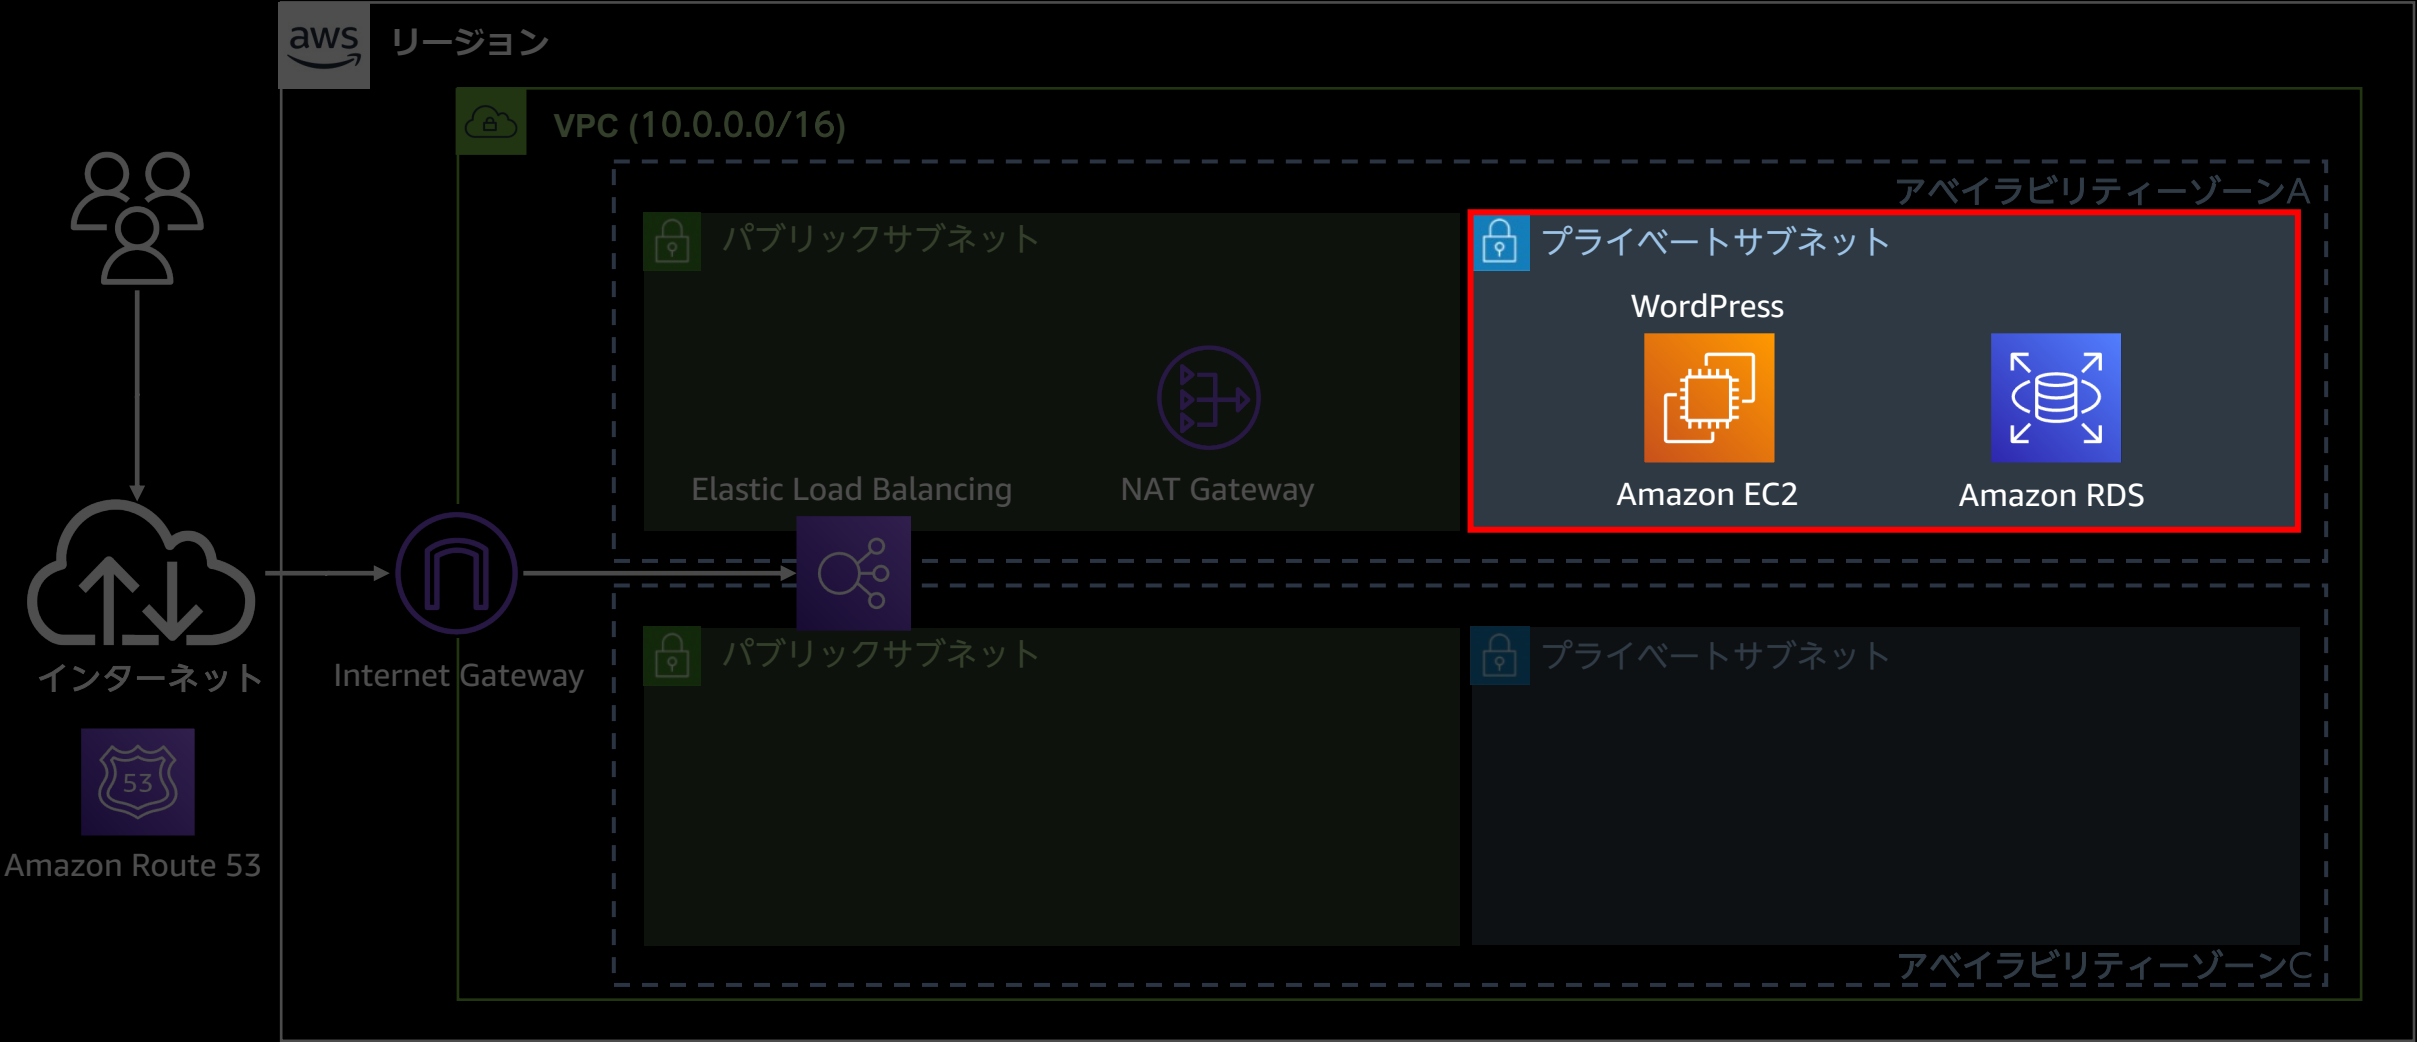 aws
リージョン
VPC (10.0.0.0/16)
アベイラビリティーゾーンA
パブリックサブネット
プライベートサブネット
WordPress
Elastic Load Balancing
NAT Gateway
Amazon EC2
Amazon RDS
インターネット
Internet Gateway
パブリックサブネット
プライベートサブネット
53
Amazon Route 53
アベイラビリティーゾーンC